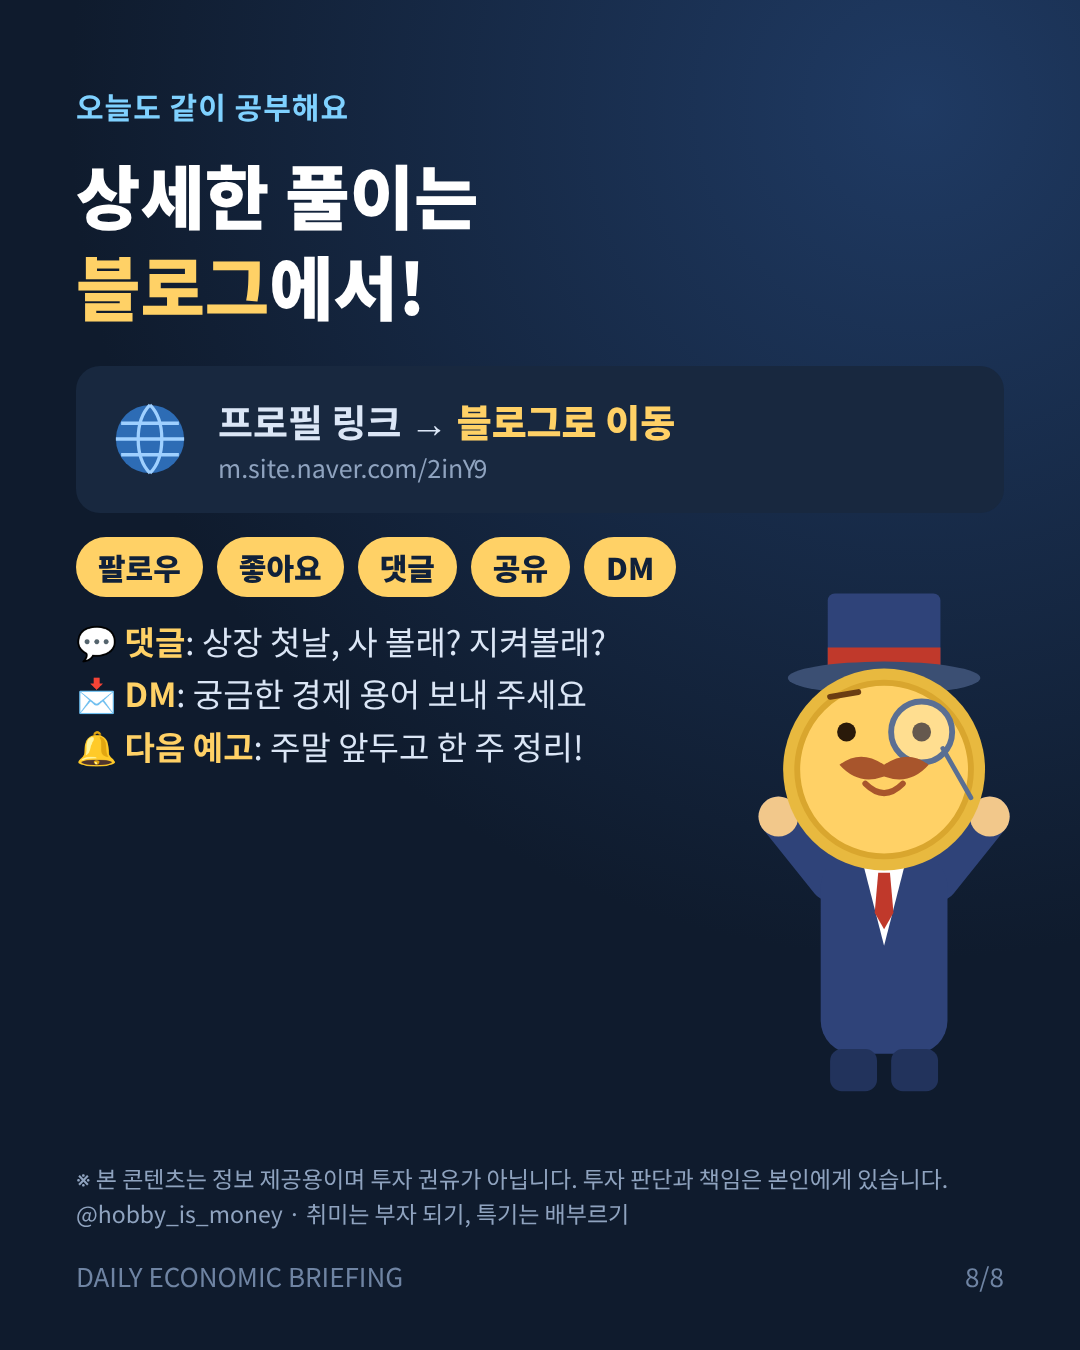 오늘도 같이 공부해요
상세한 풀이는
블로그에서!
프로필 링크 → 블로그로 이동
m.site.naver.com/2inY9
팔로우 좋아요 댓글 공유 DM
💬 댓글: 상장 첫날, 사 볼래? 지켜볼래?
📩 DM: 궁금한 경제 용어 보내 주세요
🔔 다음 예고: 주말 앞두고 한 주 정리!
※ 본 콘텐츠는 정보 제공용이며 투자 권유가 아닙니다. 투자 판단과 책임은 본인에게 있습니다.
@hobby_is_money · 취미는 부자 되기, 특기는 배부르기
DAILY ECONOMIC BRIEFING 8/8